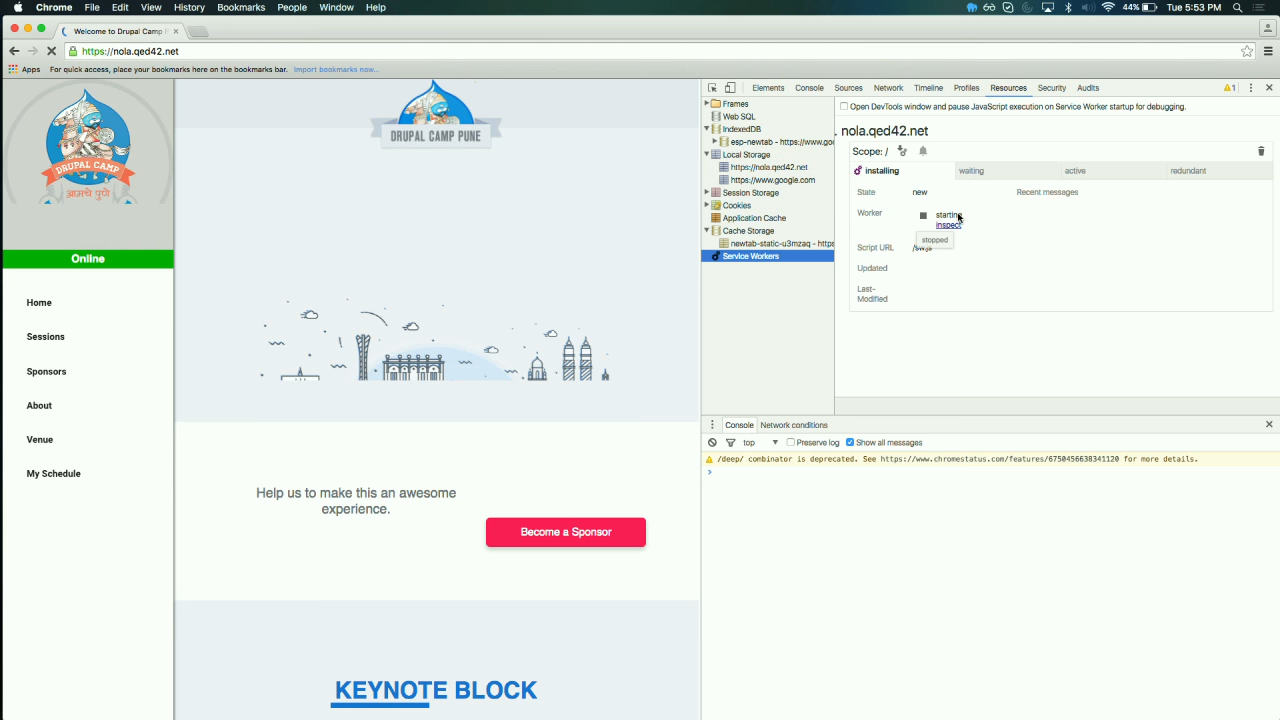 Chrome File Edit View History Bookmarks People Window Help
44% Tue 5:53 PM
Welcome to Drupal Camp P
https://nola.qed42.net
Apps For quick access, place your bookmarks here on the bookmarks bar. Import bookmarks now...
DRUPAL CAMP
आमचे पुणे
Online
Home
Sessions
Sponsors
About
Venue
My Schedule
DRUPAL CAMP PUNE
Help us to make this an awesome
experience.
Become a Sponsor
KEYNOTE BLOCK
Elements Console Sources Network Timeline Profiles Resources Security Audits
1
Frames
Web SQL
IndexedDB
esp-newtab - https://www.goo
Local Storage
https://nola.qed42.net
https://www.google.com
Session Storage
Cookies
Application Cache
Cache Storage
newtab-static-u3mzaq - https
Service Workers
Open DevTools window and pause JavaScript execution on Service Worker startup for debugging.
nola.qed42.net
Scope: /
installing waiting active redundant
State new Recent messages
Worker starting
inspect
stopped
Script URL /sw.js
Updated
Last-
Modified
Console Network conditions
top Preserve log Show all messages
/deep/ combinator is deprecated. See https://www.chromestatus.com/features/6750456638341120 for more details.